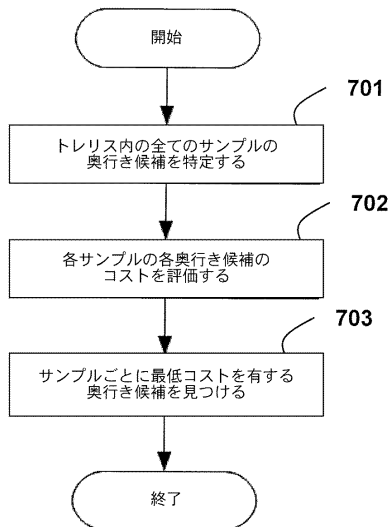 開始
701
トレリス内の全てのサンプルの
奥行き候補を特定する
702
各サンプルの各奥行き候補の
コストを評価する
703
サンプルごとに最低コストを有する
奥行き候補を見つける
終了